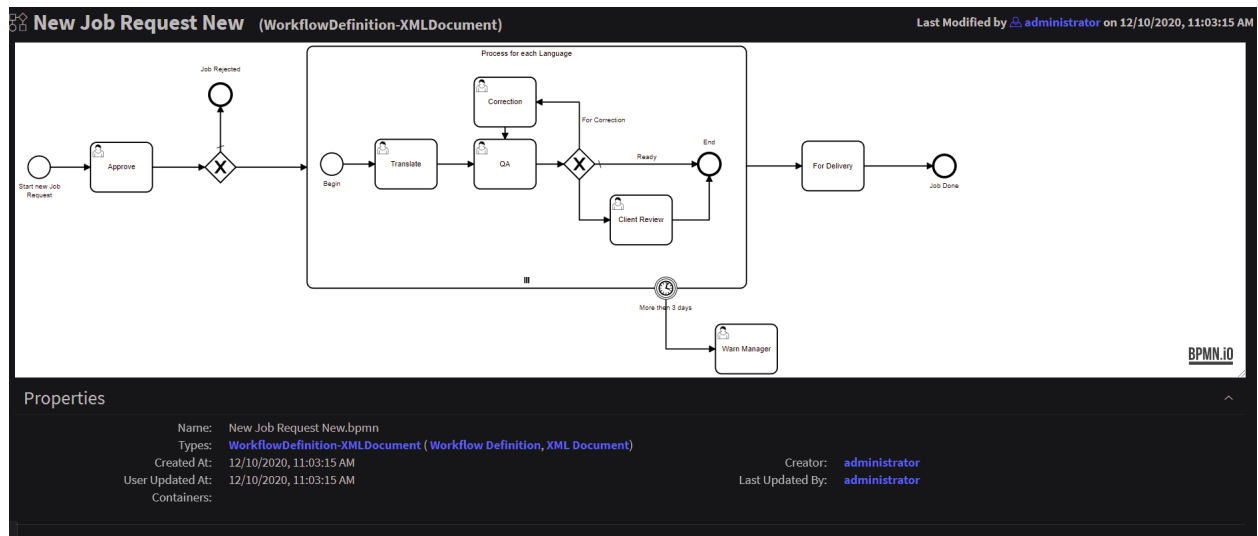 New Job Request New (WorkflowDefinition-XMLDocument)
Last Modified by administrator on 12/10/2020, 11:03:15 AM
Process for each Language
Job Rejected
Correction
For Correction
End
Approve
Translate
QA
Ready
For Delivery
Start new Job
Request
Begin
Job Done
Client Review
More then 3 days
Warn Manager
BPMN.iO
Properties
Name: New Job Request New.bpmn
Types: WorkflowDefinition-XMLDocument ( Workflow Definition, XML Document)
Created At: 12/10/2020, 11:03:15 AM
Creator: administrator
User Updated At: 12/10/2020, 11:03:15 AM
Last Updated By: administrator
Containers: